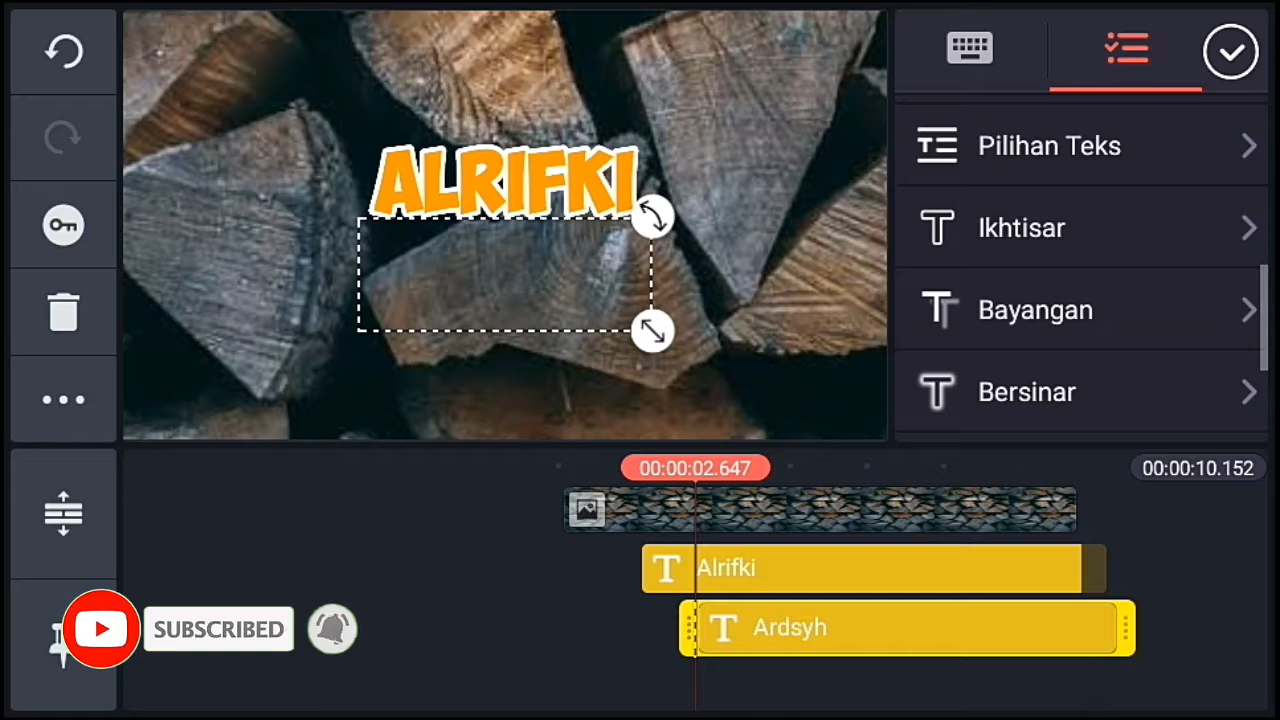 Pilihan Teks
ALRIFKI
Ikhtisar
Bayangan
Bersinar
00:00:02.647
00:00:10.152
Alrifki
Ardsyh
SUBSCRIBED